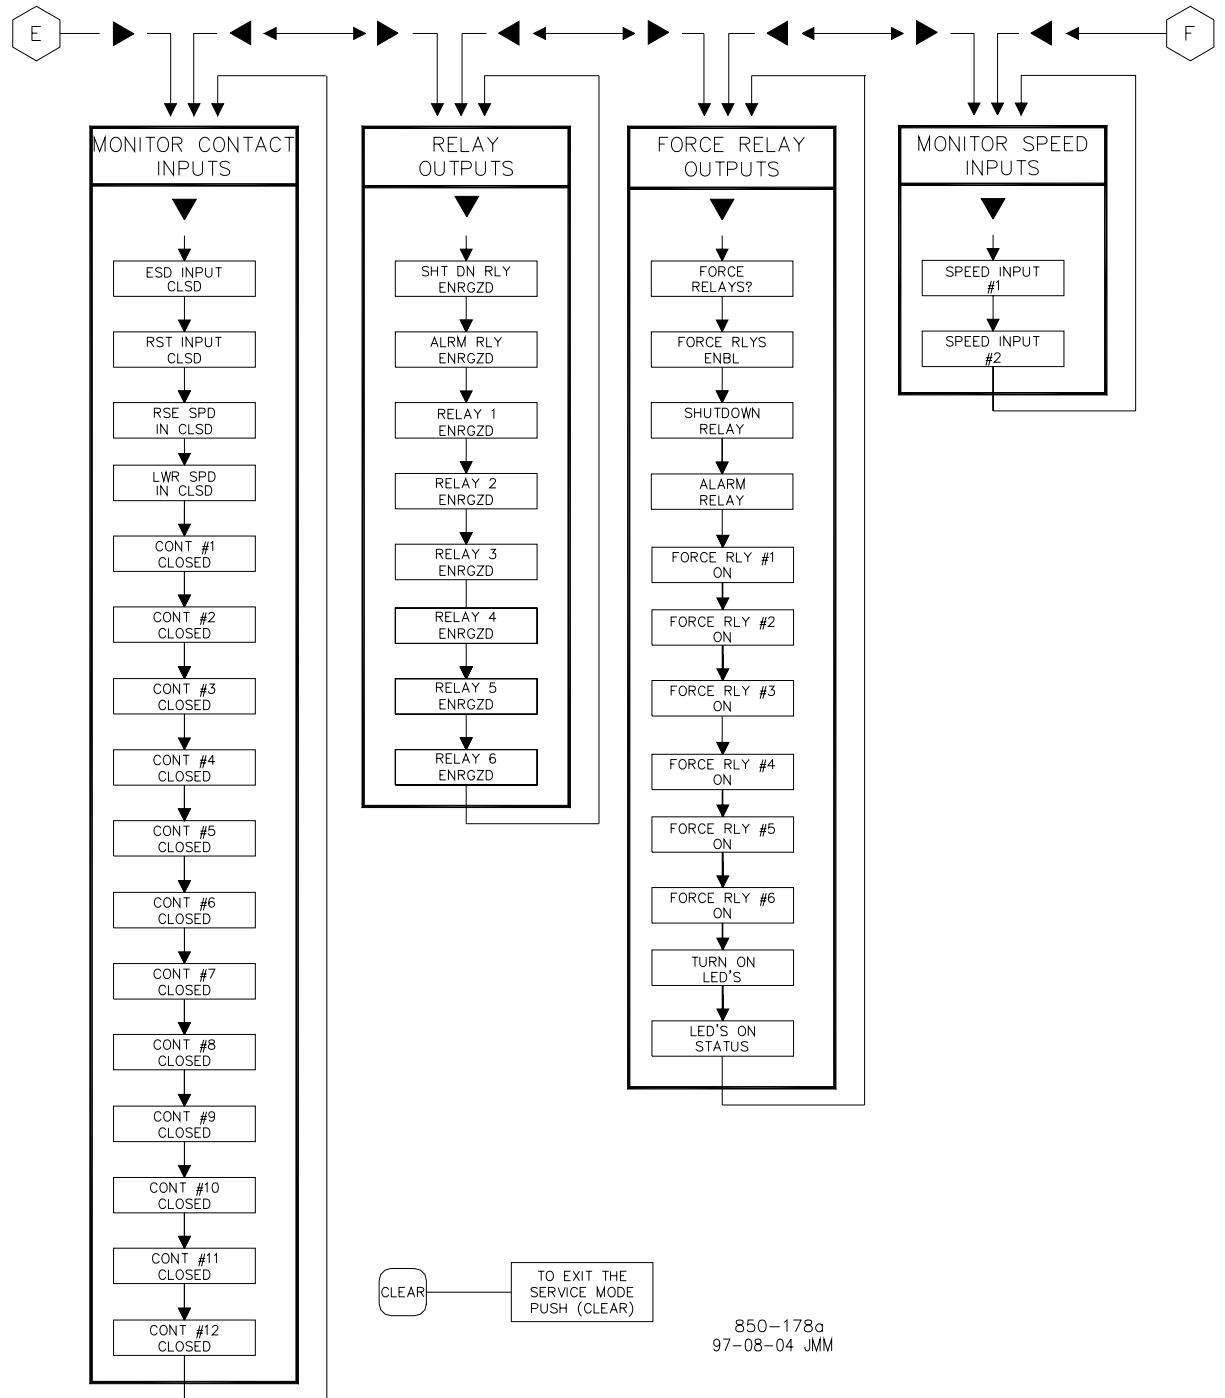 E
F
MONITOR CONTACT
INPUTS
ESD INPUT
CLSD
RST INPUT
CLSD
RSE SPD
IN CLSD
LWR SPD
IN CLSD
CONT #1
CLOSED
CONT #2
CLOSED
CONT #3
CLOSED
CONT #4
CLOSED
CONT #5
CLOSED
CONT #6
CLOSED
CONT #7
CLOSED
CONT #8
CLOSED
CONT #9
CLOSED
CONT #10
CLOSED
CONT #11
CLOSED
CONT #12
CLOSED
RELAY
OUTPUTS
SHT DN RLY
ENRGZD
ALRM RLY
ENRGZD
RELAY 1
ENRGZD
RELAY 2
ENRGZD
RELAY 3
ENRGZD
RELAY 4
ENRGZD
RELAY 5
ENRGZD
RELAY 6
ENRGZD
FORCE RELAY
OUTPUTS
FORCE
RELAYS?
FORCE RLYS
ENBL
SHUTDOWN
RELAY
ALARM
RELAY
FORCE RLY #1
ON
FORCE RLY #2
ON
FORCE RLY #3
ON
FORCE RLY #4
ON
FORCE RLY #5
ON
FORCE RLY #6
ON
TURN ON
LED'S
LED'S ON
STATUS
MONITOR SPEED
INPUTS
SPEED INPUT
#1
SPEED INPUT
#2
CLEAR
TO EXIT THE
SERVICE MODE
PUSH (CLEAR)
850-178a
97-08-04 JMM